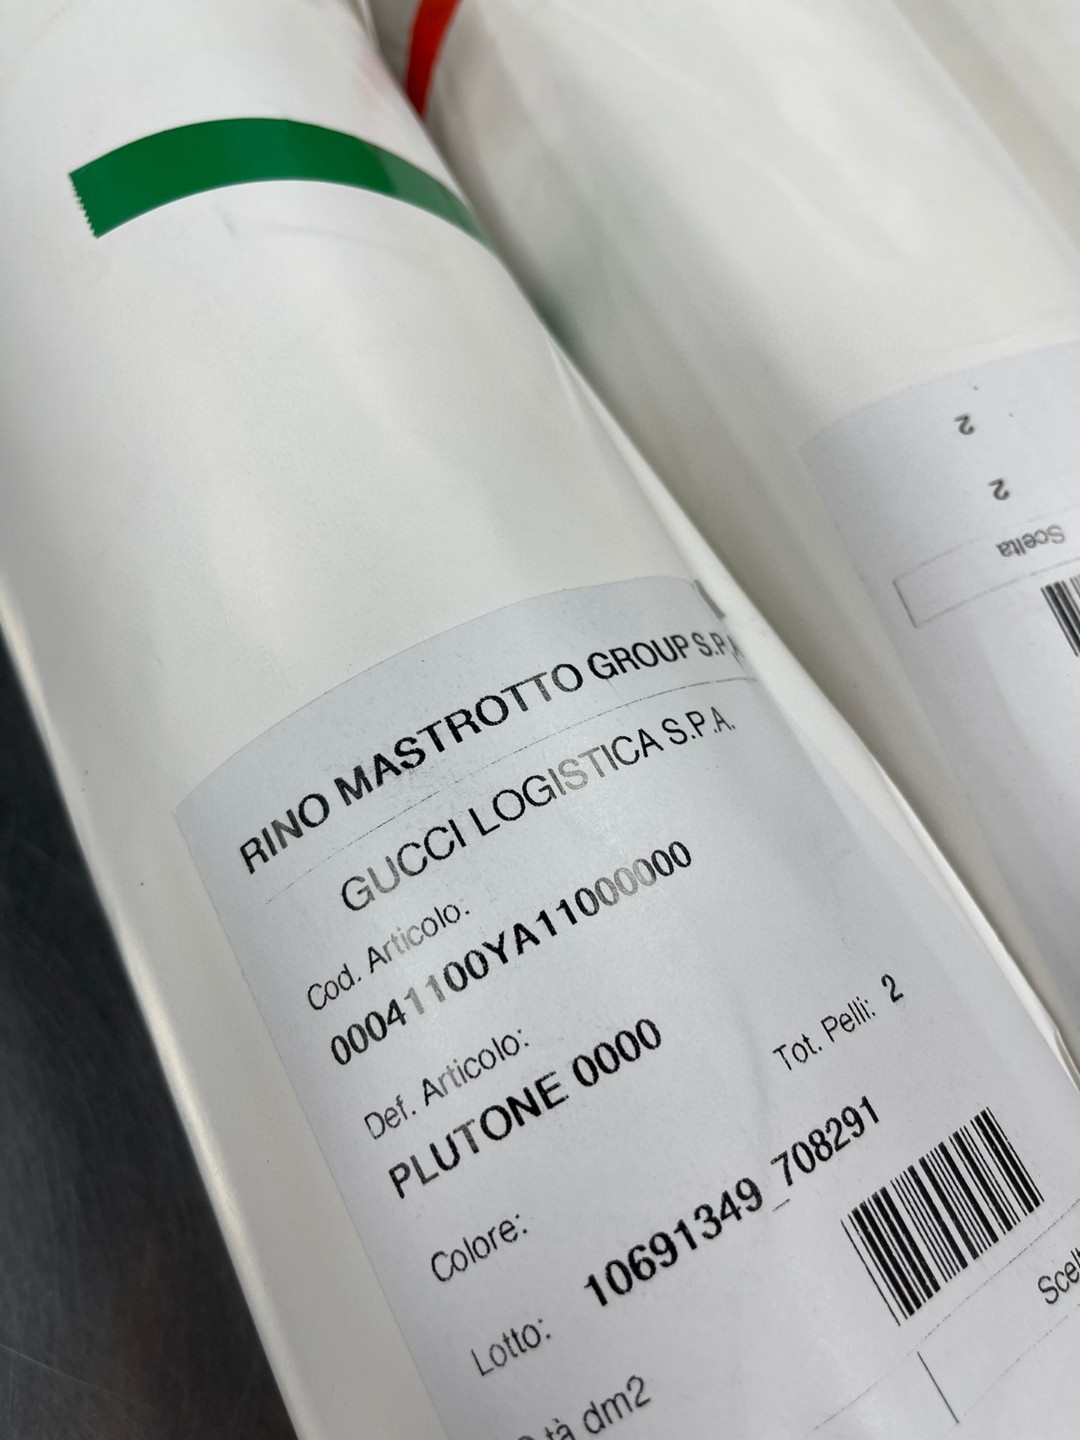 RINO MASTROTTO GROUP S.P.A.
GUCCI LOGISTICA S.P.A.
Cod. Articolo:
00041100YA11000000
Def. Articolo:
PLUTONE 0000
Tot. Pelli: 2
Colore:
10691349_708291
Lotto:
dm2
2
2
Scelta